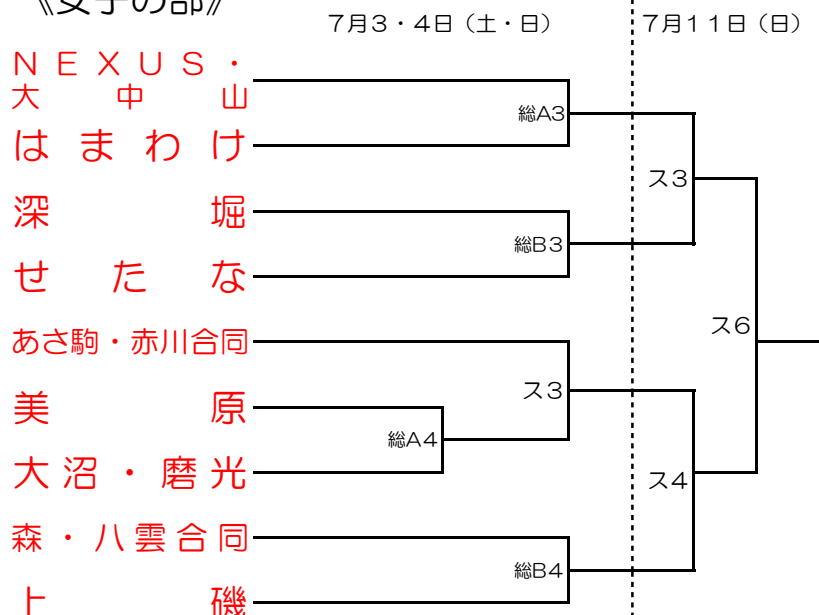 《女子の部》
７月３・４日（土・日）
７月１１日（日）
ＮＥＸＵＳ・
大中山
総A3
はまわけ
ス３
深堀
総B3
せたな
ス６
あさ駒・赤川合同
ス３
美原
総A4
大沼・磨光
ス４
森・八雲合同
総B4
上磯